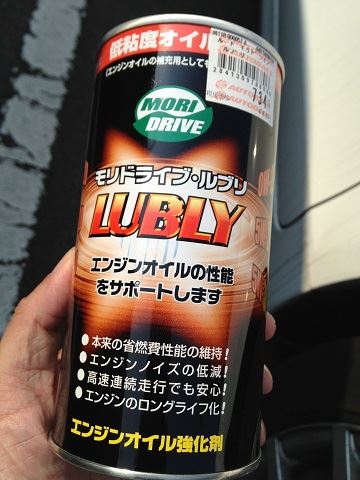 低粘度オイル
(エンジンオイルの補充用としても
MORI
DRIVE
734
AUTOB
モリドライブ・ルブリ
LUBLY
エンジンオイルの性能
をサポートします
●本来の省燃費性能の維持!
●エンジンノイズの低減!
●高速連続走行でも安心!
●エンジンのロングライフ化!
エンジンオイル強化剤